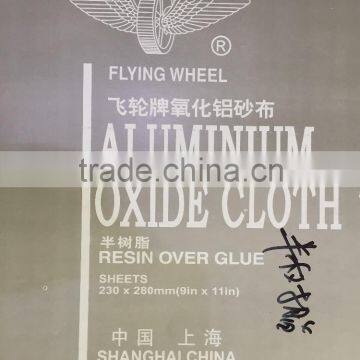 ®
FLYING WHEEL
飞轮牌氧化铝砂布
ALUMINIUM
trade.china.cn
OXIDE CLOTH
半树脂
RESIN OVER GLUE
SHEETS
230 x 280mm(9in x 11in)
中国 上海
SHANGHAI CHINA